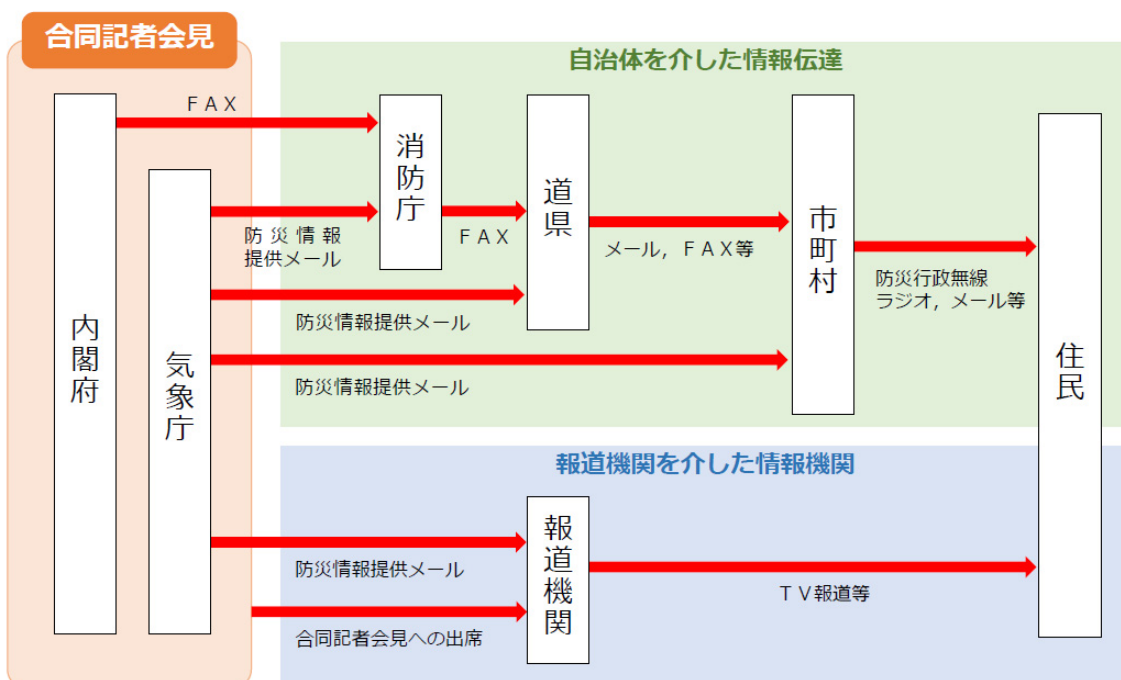 合同記者会見
自治体を介した情報伝達
ＦＡＸ
内閣府
気象庁
消防庁
道県
市町村
住民
防災情報
提供メール
ＦＡＸ
メール，ＦＡＸ等
防災行政無線
ラジオ，メール等
防災情報提供メール
防災情報提供メール
報道機関を介した情報機関
報道機関
防災情報提供メール
ＴＶ報道等
合同記者会見への出席